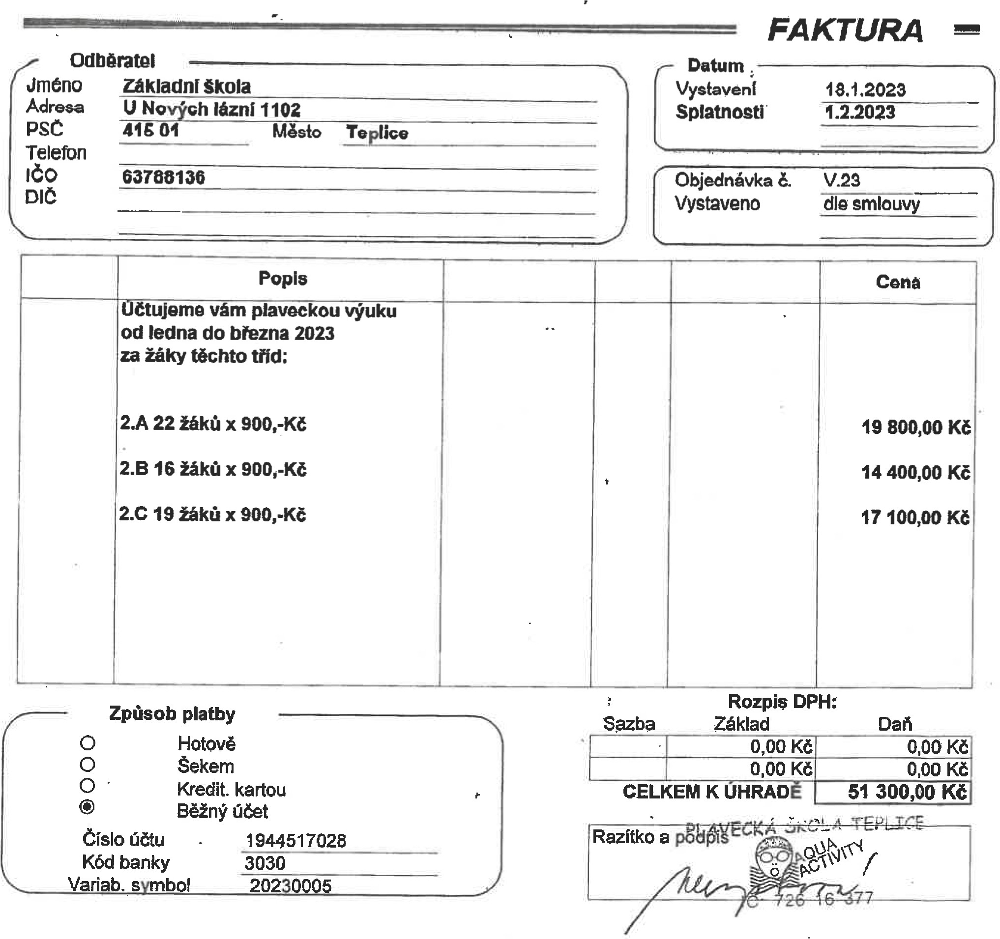 FAKTURA
Odběratel
Jméno Základní škola
Adresa U Nových lázní 1102
PSČ 415 01 Město Teplice
Telefon
IČO 63788136
DIČ
Datum
Vystavení 18.1.2023
Splatnosti 1.2.2023
Objednávka č. V.23
Vystaveno dle smlouvy
Popis Cena
Účtujeme vám plaveckou výuku
od ledna do března 2023
za žáky těchto tříd:
2.A 22 žáků x 900,-Kč 19 800,00 Kč
2.B 16 žáků x 900,-Kč 14 400,00 Kč
2.C 19 žáků x 900,-Kč 17 100,00 Kč
Způsob platby
Hotově
Šekem
Kredit. kartou
Běžný účet
Číslo účtu 1944517028
Kód banky 3030
Variab. symbol 20230005
Rozpis DPH:
Sazba Základ Daň
0,00 Kč 0,00 Kč
0,00 Kč 0,00 Kč
CELKEM K ÚHRADĚ 51 300,00 Kč
Razítko a podpis
PLAVECKÁ ŠKOLA TEPLICE
AQUA
ACTIVITY
IČ 726 16 377